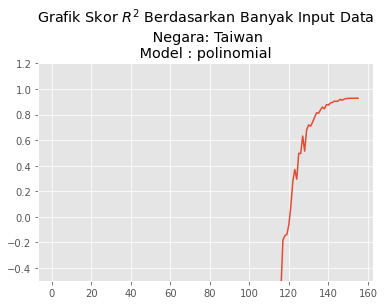 Grafik Skor $R^2$ Berdasarkan Banyak Input Data
Negara: Taiwan
Model : polinomial
1.2
1.0
0.8
0.6
0.4
0.2
0.0
−0.2
−0.4
0 20 40 60 80 100 120 140 160